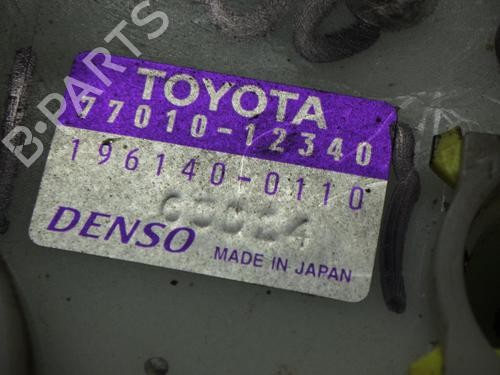 B-PARTS
TOYOTA
77010-12340
196140-0110
DENSO
MADE IN JAPAN